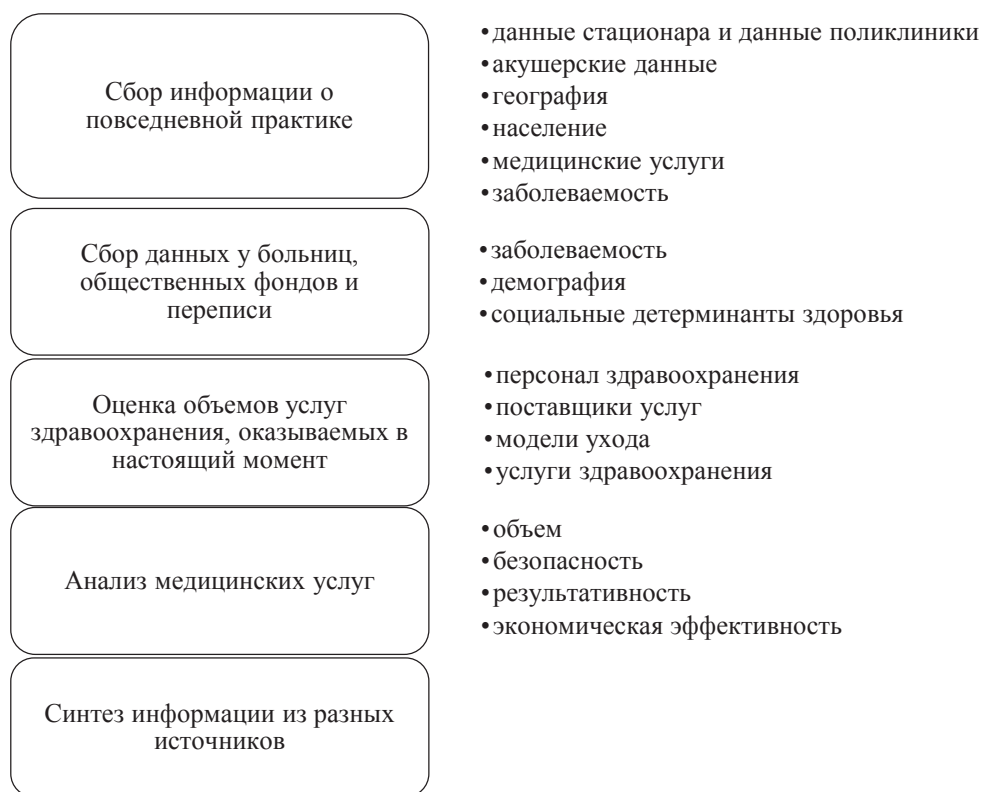 Сбор информации о
повседневной практике
•данные стационара и данные поликлиники
•акушерские данные
•география
•население
•медицинские услуги
•заболеваемость
Сбор данных у больниц,
общественных фондов и
переписи
•заболеваемость
•демография
•социальные детерминанты здоровья
Оценка объемов услуг
здравоохранения, оказываемых в
настоящий момент
•персонал здравоохранения
•поставщики услуг
•модели ухода
•услуги здравоохранения
Анализ медицинских услуг
•объем
•безопасность
•результативность
•экономическая эффективность
Синтез информации из разных
источников